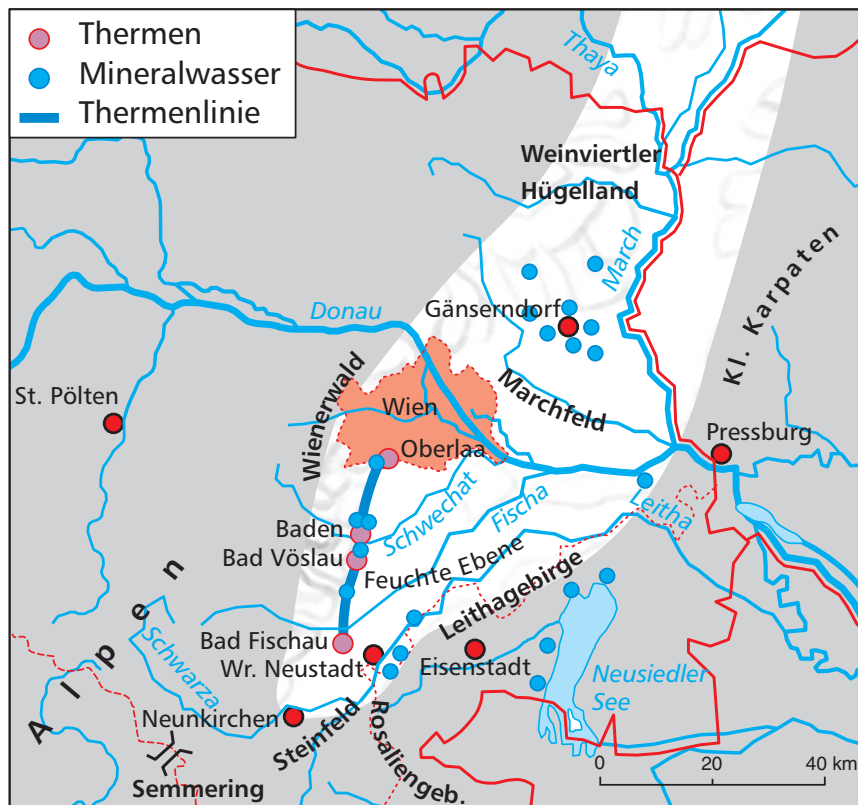 Thermen
Mineralwasser
Thermenlinie
Thaya
Weinviertler
Hügelland
March
Kl. Karpaten
Gänserndorf
Donau
Marchfeld
St. Pölten
Wienerwald
Wien
Oberlaa
Pressburg
Schwechat
Fischa
Leitha
Baden
Bad Vöslau
Feuchte Ebene
Leithagebirge
Alpen
Schwarza
Bad Fischau
Wr. Neustadt
Eisenstadt
Neusiedler
See
Neunkirchen
Steinfeld
Rosaliengeb.
Semmering
0 20 40 km